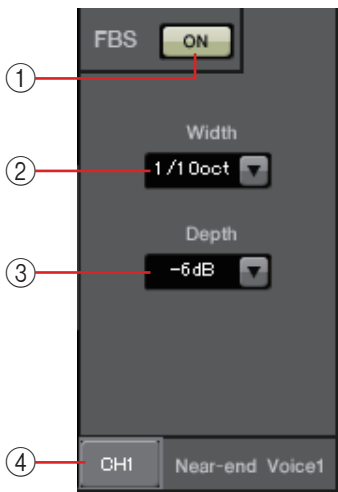 FBS ON
①
Width
② 1/10oct
Depth
③ -6dB
④ CH1 Near-end Voice1